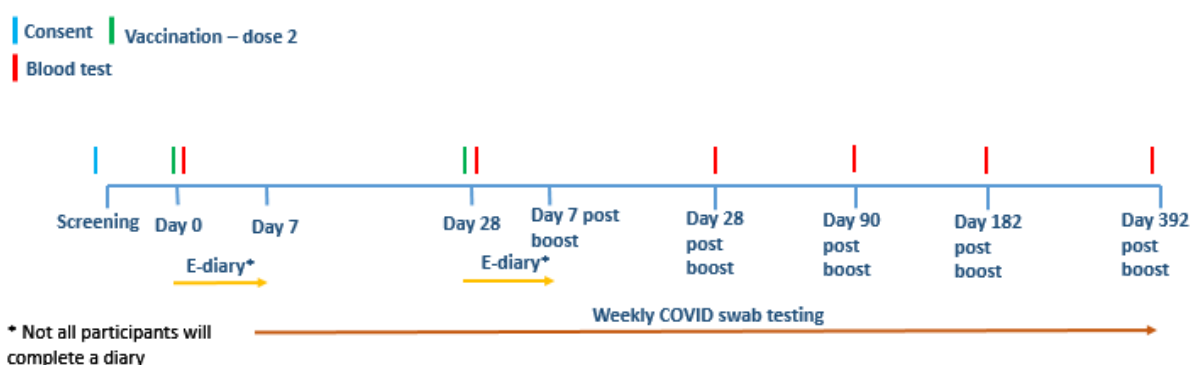 Consent
Vaccination – dose 2
Blood test
Screening
Day 0
Day 7
Day 28
Day 7 post
boost
Day 28
post
boost
Day 90
post
boost
Day 182
post
boost
Day 392
post
boost
E-diary*
E-diary*
Weekly COVID swab testing
* Not all participants will
complete a diary